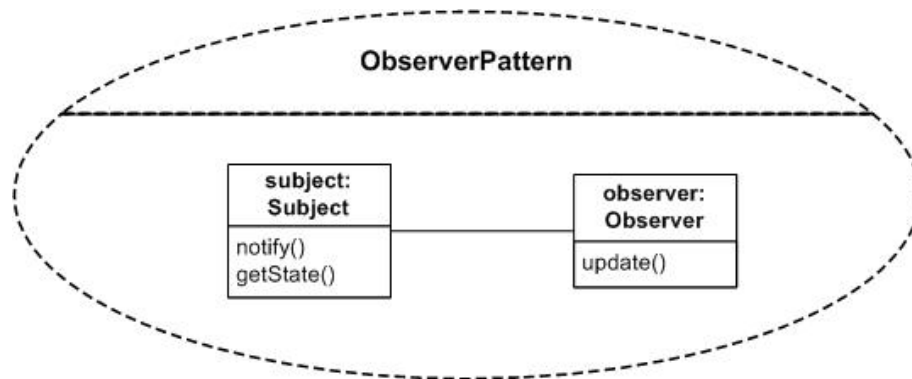 ObserverPattern
subject:
Subject
notify()
getState()
observer:
Observer
update()